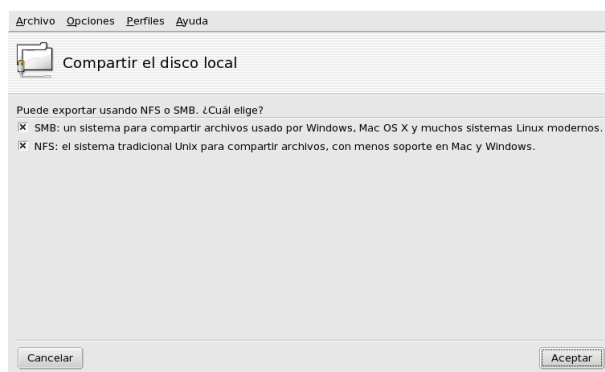 Archivo Opciones Perfiles Ayuda
Compartir el disco local
Puede exportar usando NFS o SMB. ¿Cuál elige?
SMB: un sistema para compartir archivos usado por Windows, Mac OS X y muchos sistemas Linux modernos.
NFS: el sistema tradicional Unix para compartir archivos, con menos soporte en Mac y Windows.
Cancelar Aceptar